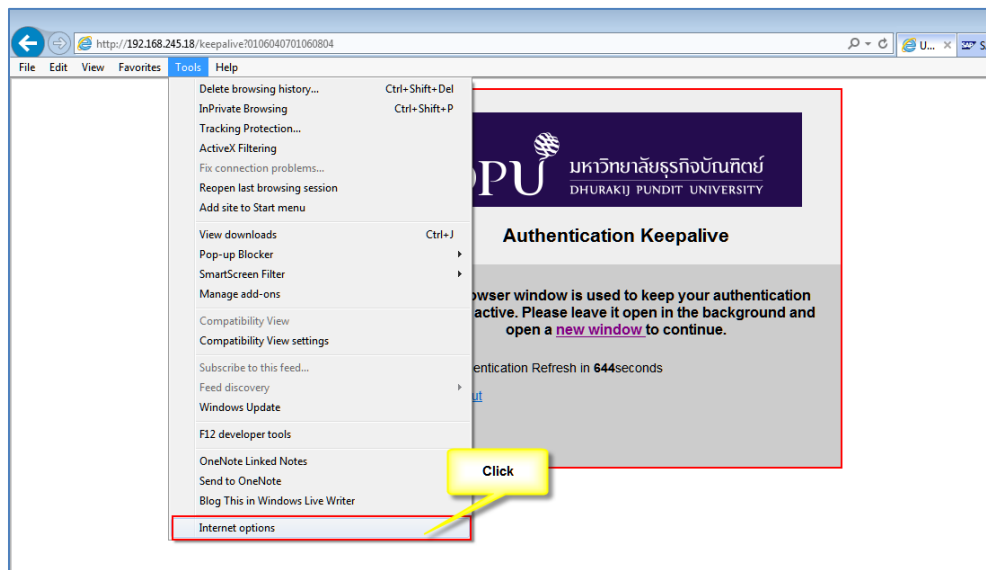 http://192.168.245.18/keepalive?0106040701060804
U...
File Edit View Favorites Tools Help
Delete browsing history... Ctrl+Shift+Del
InPrivate Browsing Ctrl+Shift+P
Tracking Protection...
ActiveX Filtering
Fix connection problems...
Reopen last browsing session
Add site to Start menu
View downloads Ctrl+J
Pop-up Blocker
SmartScreen Filter
Manage add-ons
Compatibility View
Compatibility View settings
Subscribe to this feed...
Feed discovery
Windows Update
F12 developer tools
OneNote Linked Notes
Send to OneNote
Blog This in Windows Live Writer
Internet options
Click
PU
มหาวิทยาลัยธุรกิจบัณฑิตย์
DHURAKIJ PUNDIT UNIVERSITY
Authentication Keepalive
owser window is used to keep your authentication
active. Please leave it open in the background and
open a new window to continue.
entication Refresh in 644seconds
ut